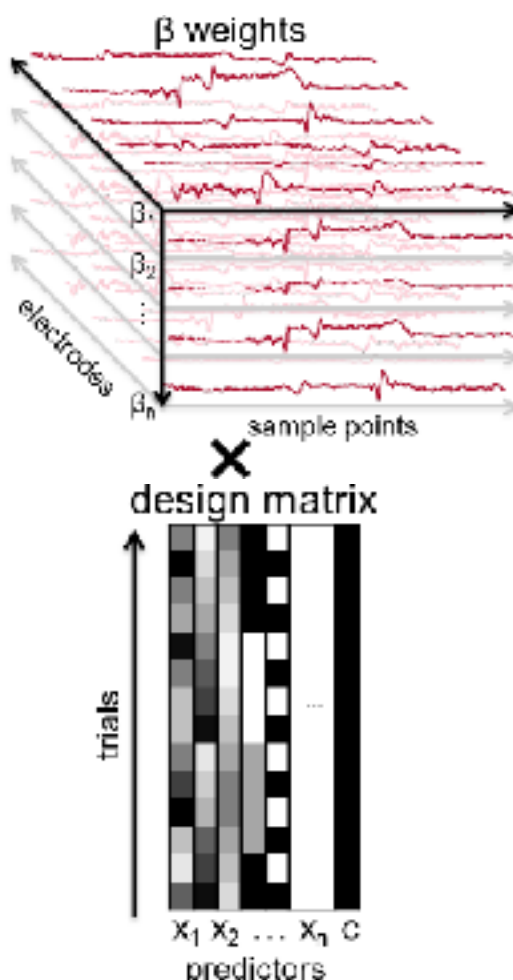 β weights
β₁
β₂
⋮
βₙ
electrodes
sample points
×
design matrix
trials
...
x₁ x₂ ... xₙ c
predictors